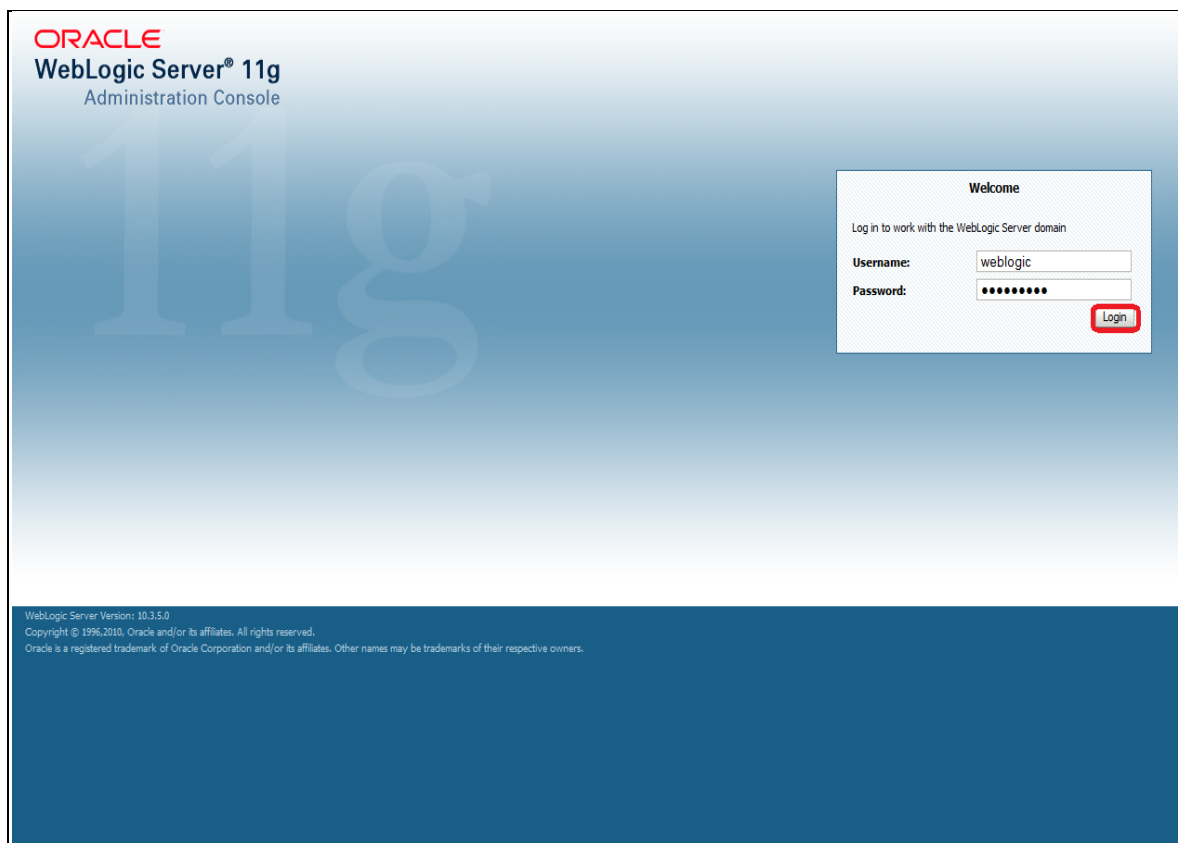 ORACLE
WebLogic Server® 11g
Administration Console
11g
Welcome
Log in to work with the WebLogic Server domain
Username: weblogic
Password: •••••••••
Login
WebLogic Server Version: 10.3.5.0
Copyright © 1996,2010, Oracle and/or its affiliates. All rights reserved.
Oracle is a registered trademark of Oracle Corporation and/or its affiliates. Other names may be trademarks of their respective owners.